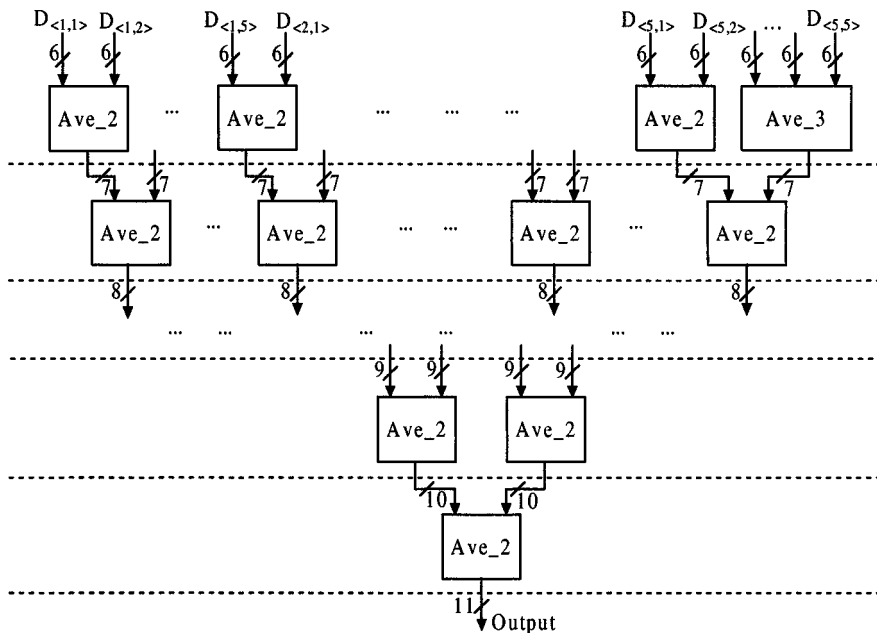 D<1,1> D<1,2> D<1,5> D<2,1> D<5,1> D<5,2> ... D<5,5>
6 6 6 6 6 6 6 6 6
Ave_2 ... Ave_2 ... ... ... Ave_2 Ave_3
7 7 7 7 7 7 7 7
Ave_2 ... Ave_2 ... ... Ave_2 ... Ave_2
8 8 8 8
... ... ... ... ... ...
9 9 9 9
Ave_2 Ave_2
10 10
Ave_2
11
Output